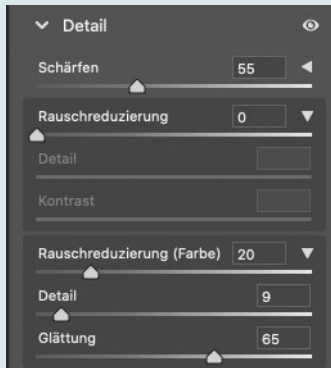 Detail
Schärfen 55
Rauschreduzierung 0
Detail
Kontrast
Rauschreduzierung (Farbe) 20
Detail 9
Glättung 65